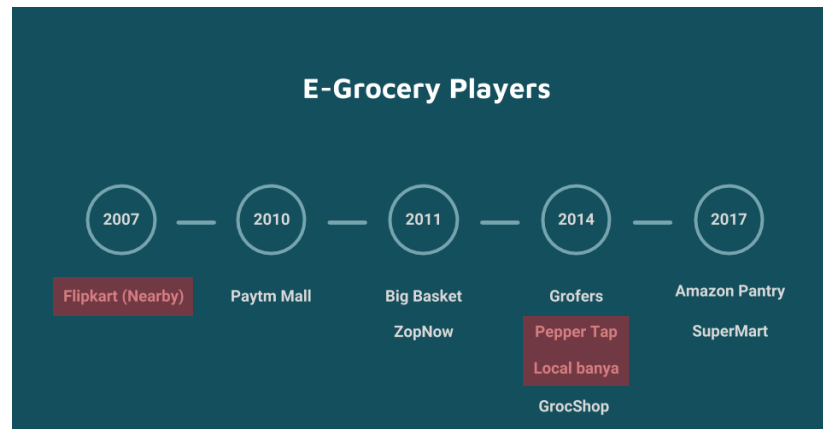 E-Grocery Players
2007
2010
2011
2014
2017
Flipkart (Nearby)
Paytm Mall
Big Basket
Grofers
Amazon Pantry
ZopNow
Pepper Tap
SuperMart
Local banya
GrocShop